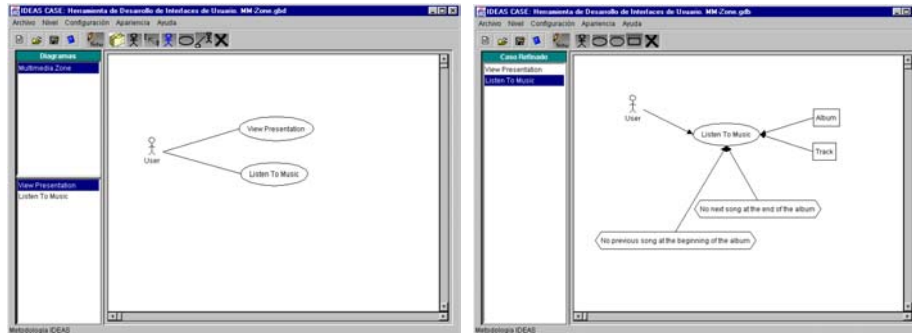 IDEAS CASE: Herramienta de Desarrollo de Interfaces de Usuario. MM-Zone.gbd
Archivo Nivel Configuración Apariencia Ayuda
Diagramas
Multimedia Zone
View Presentation
Listen To Music
User
View Presentation
Listen To Music
Metodología IDEAS
IDEAS CASE: Herramienta de Desarrollo de Interfaces de Usuario. MM-Zone.gdb
Archivo Nivel Configuración Apariencia Ayuda
Caso Refinado
View Presentation
Listen To Music
User
Listen To Music
Album
Track
No next song at the end of the album
No previous song at the beginning of the album
Metodología IDEAS